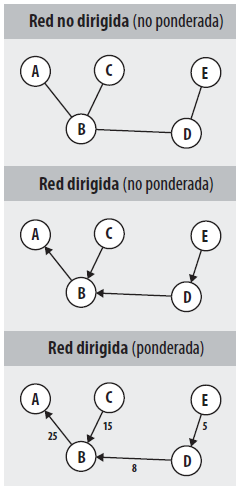 Red no dirigida (no ponderada)
A
C
E
B
D
Red dirigida (no ponderada)
A
C
E
B
D
Red dirigida (ponderada)
A
C
E
25
15
5
B
D
8